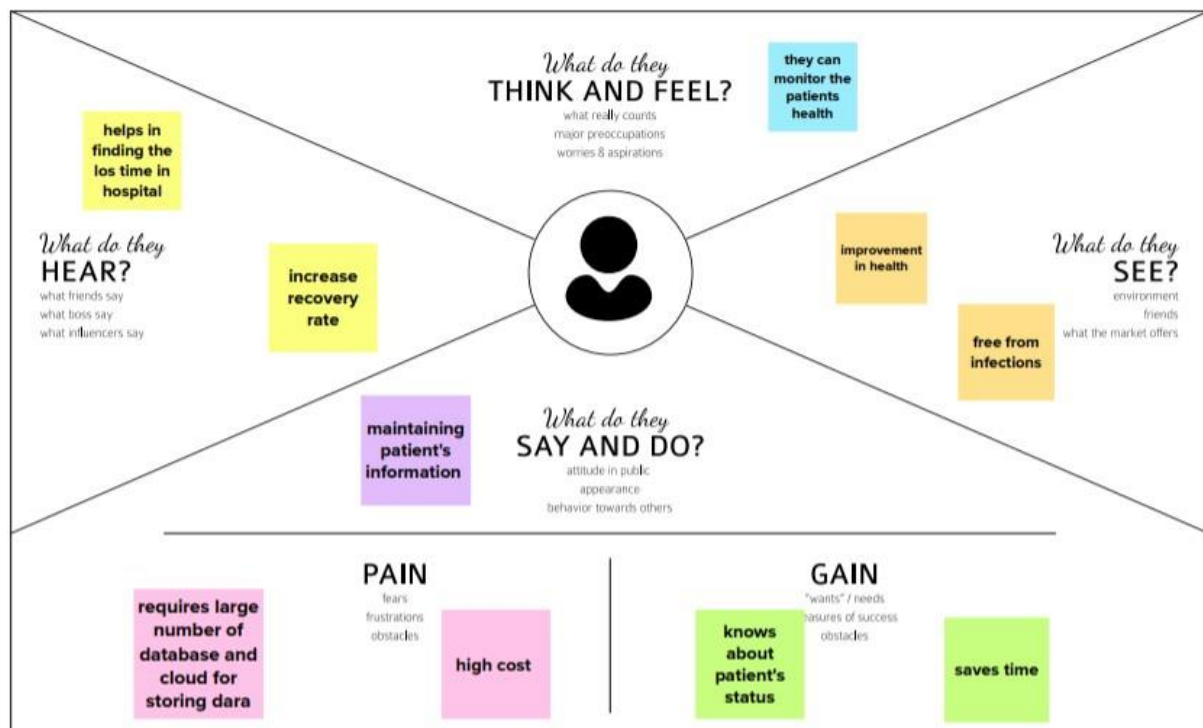 What do they
THINK AND FEEL?
what really counts
major preoccupations
worries & aspirations
they can
monitor the
patients
health
helps in
finding the
los time in
hospital
What do they
HEAR?
what friends say
what boss say
what influencers say
increase
recovery
rate
improvement
in health
What do they
SEE?
environment
friends
what the market offers
free from
infections
maintaining
patient's
information
What do they
SAY AND DO?
attitude in public
appearance
behavior towards others
PAIN
fears
frustrations
obstacles
requires large
number of
database and
cloud for
storing dara
high cost
GAIN
"wants" / needs
easures of success
obstacles
knows
about
patient's
status
saves time